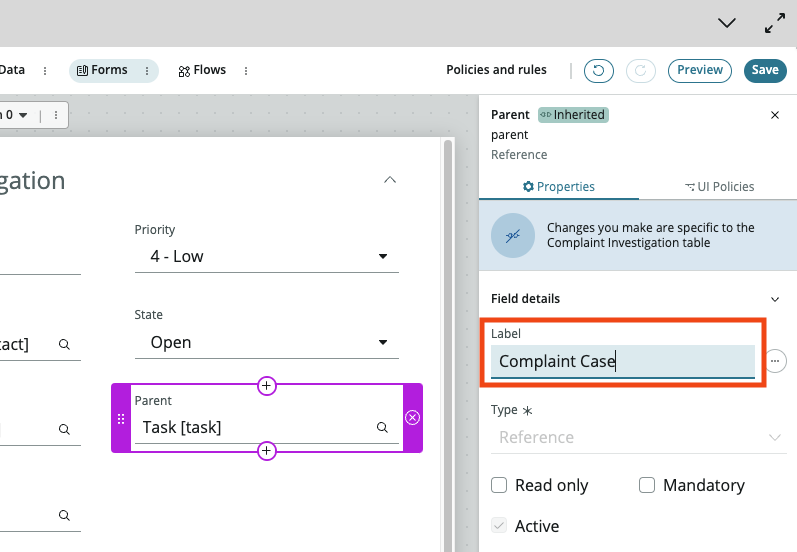 Data
Forms
Flows
Policies and rules
Preview
Save
0
Parent
Inherited
parent
Reference
Properties
UI Policies
Changes you make are specific to the
Complaint Investigation table
Field details
Label
Complaint Case
Type *
Reference
Read only
Mandatory
Active
Priority
4 - Low
State
Open
Parent
Task [task]